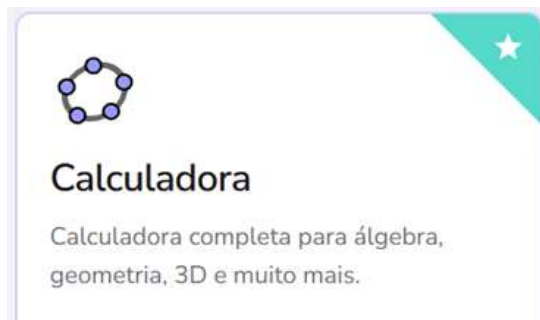 Calculadora
Calculadora completa para álgebra,
geometria, 3D e muito mais.